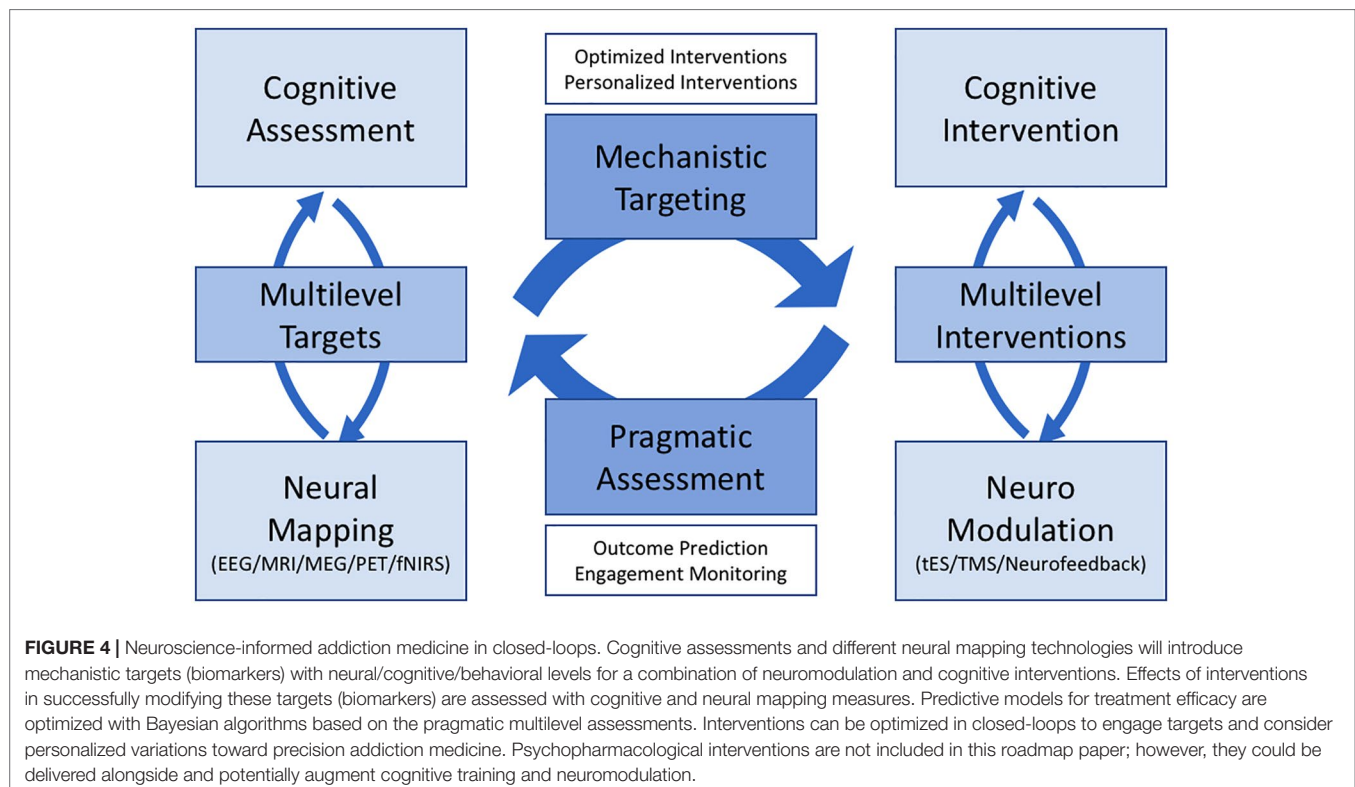 Cognitive
Assessment
Multilevel
Targets
Neural
Mapping
(EEG/MRI/MEG/PET/fNIRS)
Optimized Interventions
Personalized Interventions
Mechanistic
Targeting
Pragmatic
Assessment
Outcome Prediction
Engagement Monitoring
Cognitive
Intervention
Multilevel
Interventions
Neuro
Modulation
(tES/TMS/Neurofeedback)
FIGURE 4 | Neuroscience-informed addiction medicine in closed-loops. Cognitive assessments and different neural mapping technologies will introduce
mechanistic targets (biomarkers) with neural/cognitive/behavioral levels for a combination of neuromodulation and cognitive interventions. Effects of interventions
in successfully modifying these targets (biomarkers) are assessed with cognitive and neural mapping measures. Predictive models for treatment efficacy are
optimized with Bayesian algorithms based on the pragmatic multilevel assessments. Interventions can be optimized in closed-loops to engage targets and consider
personalized variations toward precision addiction medicine. Psychopharmacological interventions are not included in this roadmap paper; however, they could be
delivered alongside and potentially augment cognitive training and neuromodulation.